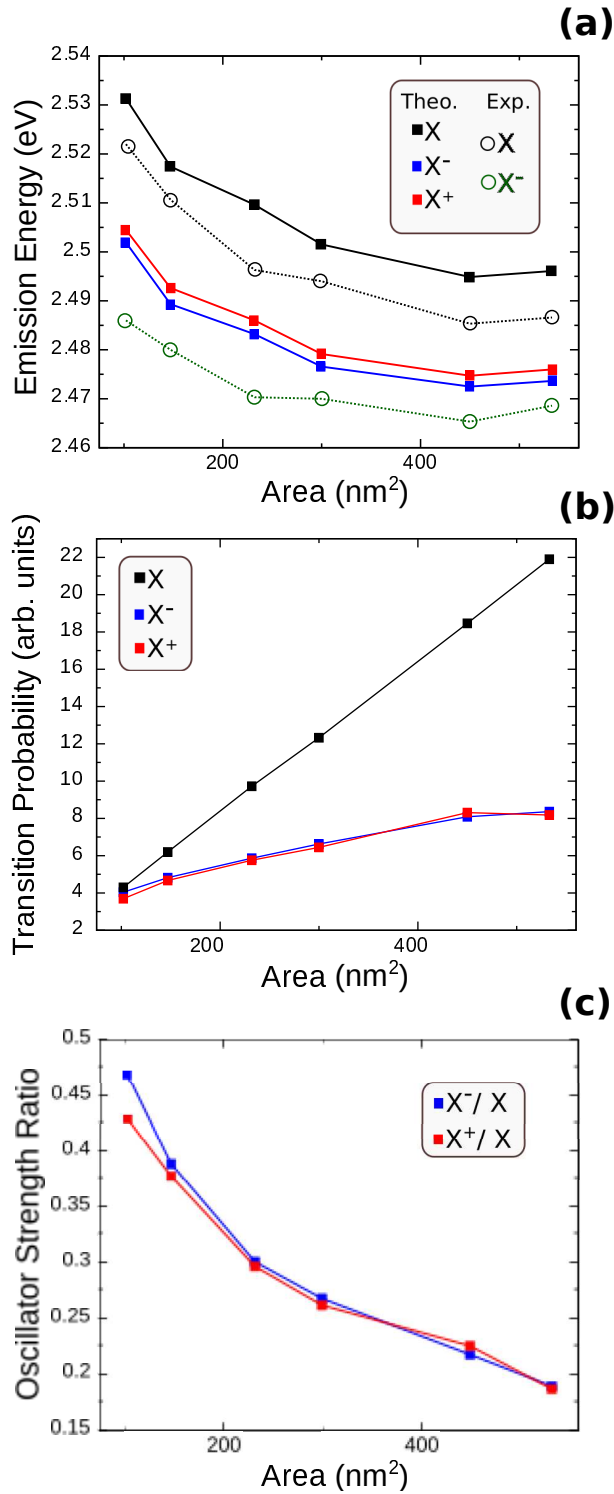 (a)
2.54
2.53
2.52
2.51
2.5
2.49
2.48
2.47
2.46
Emission Energy (eV)
Theo. Exp.
X X
X⁻ X⁻
X⁺
200 400
Area (nm²)
(b)
22
20
18
16
14
12
10
8
6
4
2
Transition Probability (arb. units)
X
X⁻
X⁺
200 400
Area (nm²)
(c)
0.5
0.45
0.4
0.35
0.3
0.25
0.2
0.15
Oscillator Strength Ratio
X⁻/ X
X⁺/ X
200 400
Area (nm²)